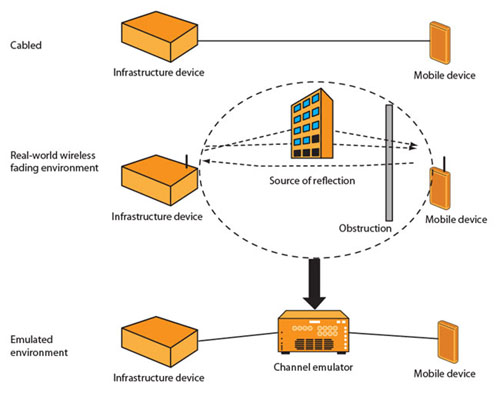 Cabled
Infrastructure device
Mobile device
Real-world wireless
fading environment
Source of reflection
Infrastructure device
Obstruction
Mobile device
Emulated
environment
Infrastructure device
Channel emulator
Mobile device